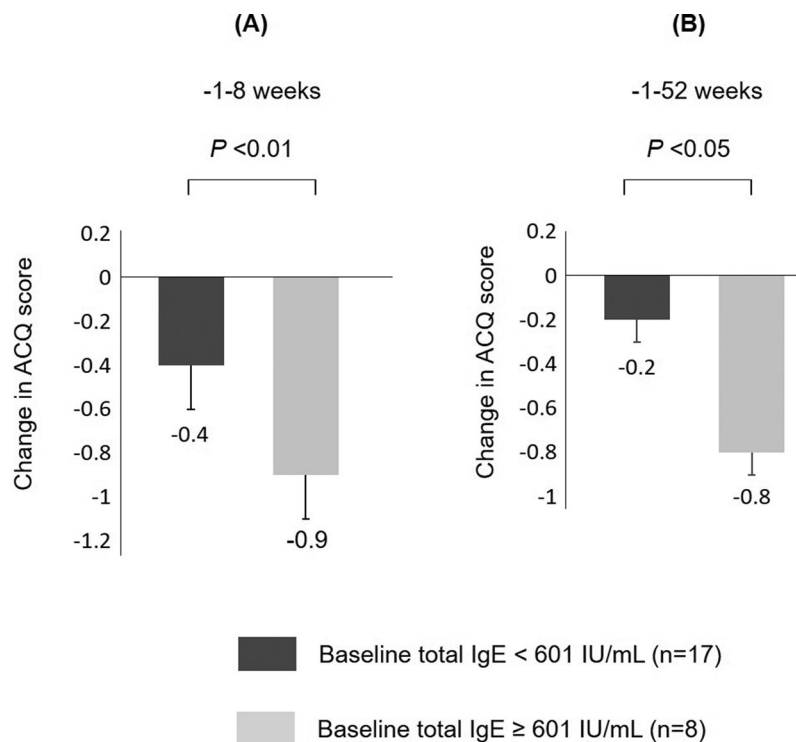 (A)
-1-8 weeks
P <0.01
Change in ACQ score
0.2
0
-0.2
-0.4
-0.6
-0.8
-1
-1.2
-0.4
-0.9
(B)
-1-52 weeks
P <0.05
Change in ACQ score
0.2
0
-0.2
-0.4
-0.6
-0.8
-1
-0.2
-0.8
Baseline total IgE < 601 IU/mL (n=17)
Baseline total IgE ≥ 601 IU/mL (n=8)